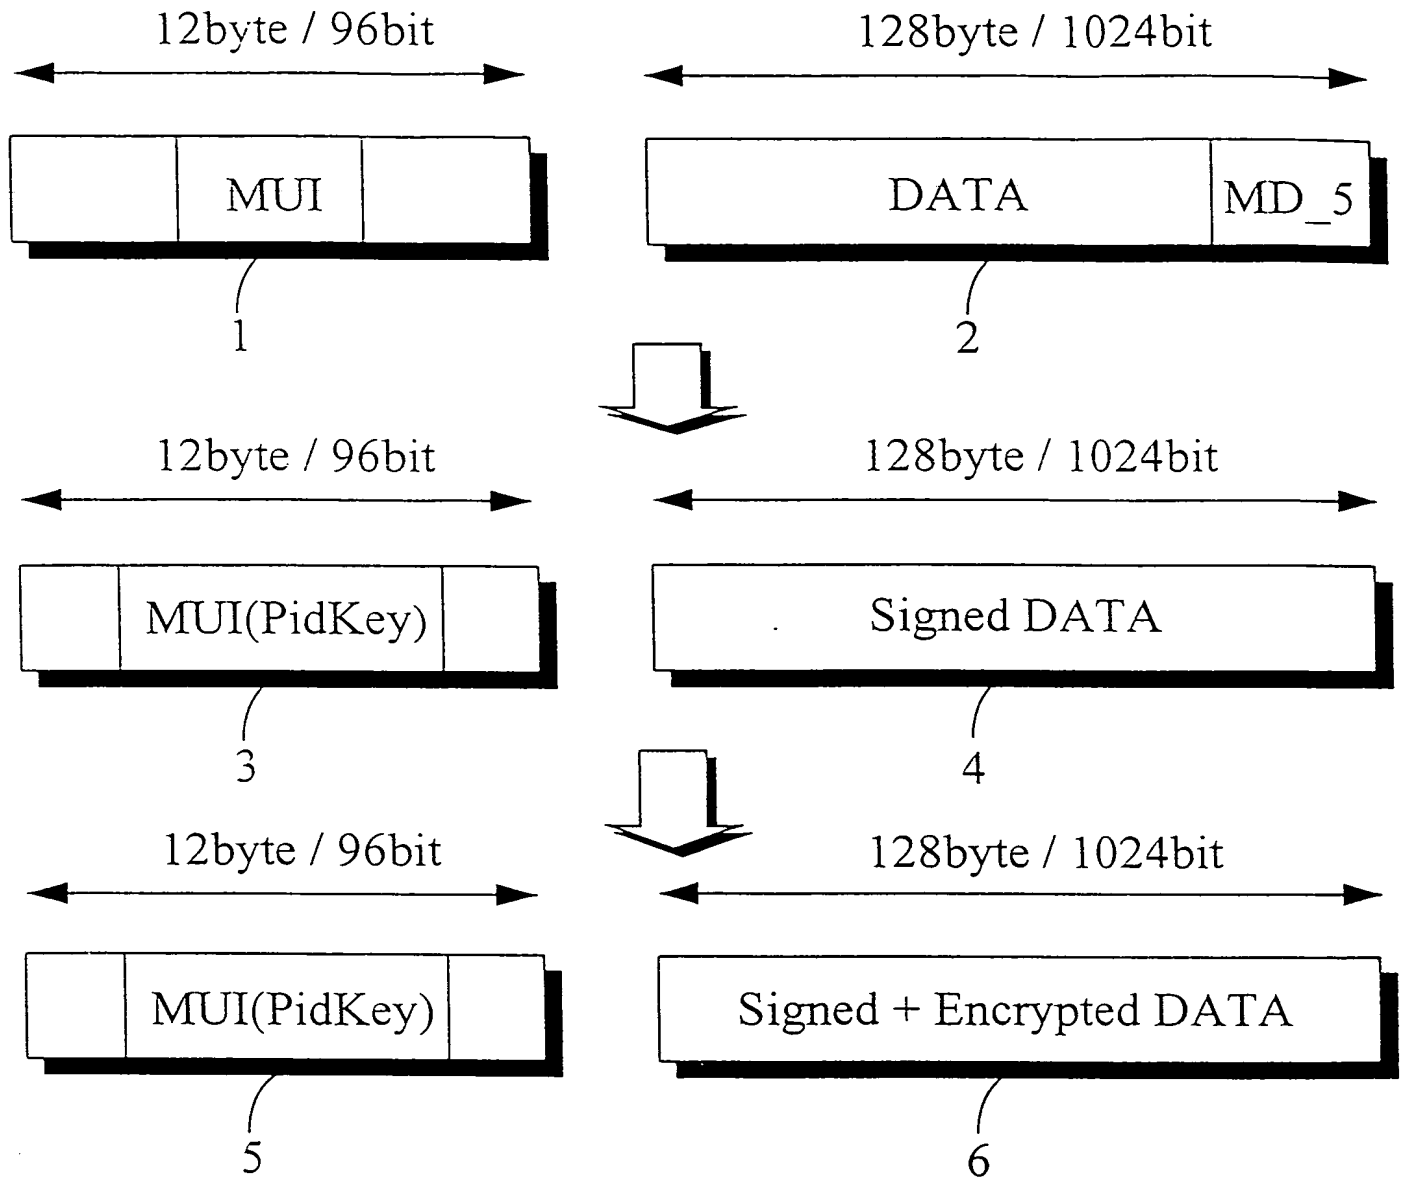 12byte / 96bit
128byte / 1024bit
MUI
DATA
MD_5
1
2
12byte / 96bit
128byte / 1024bit
MUI(PidKey)
Signed DATA
3
4
12byte / 96bit
128byte / 1024bit
MUI(PidKey)
Signed + Encrypted DATA
5
6